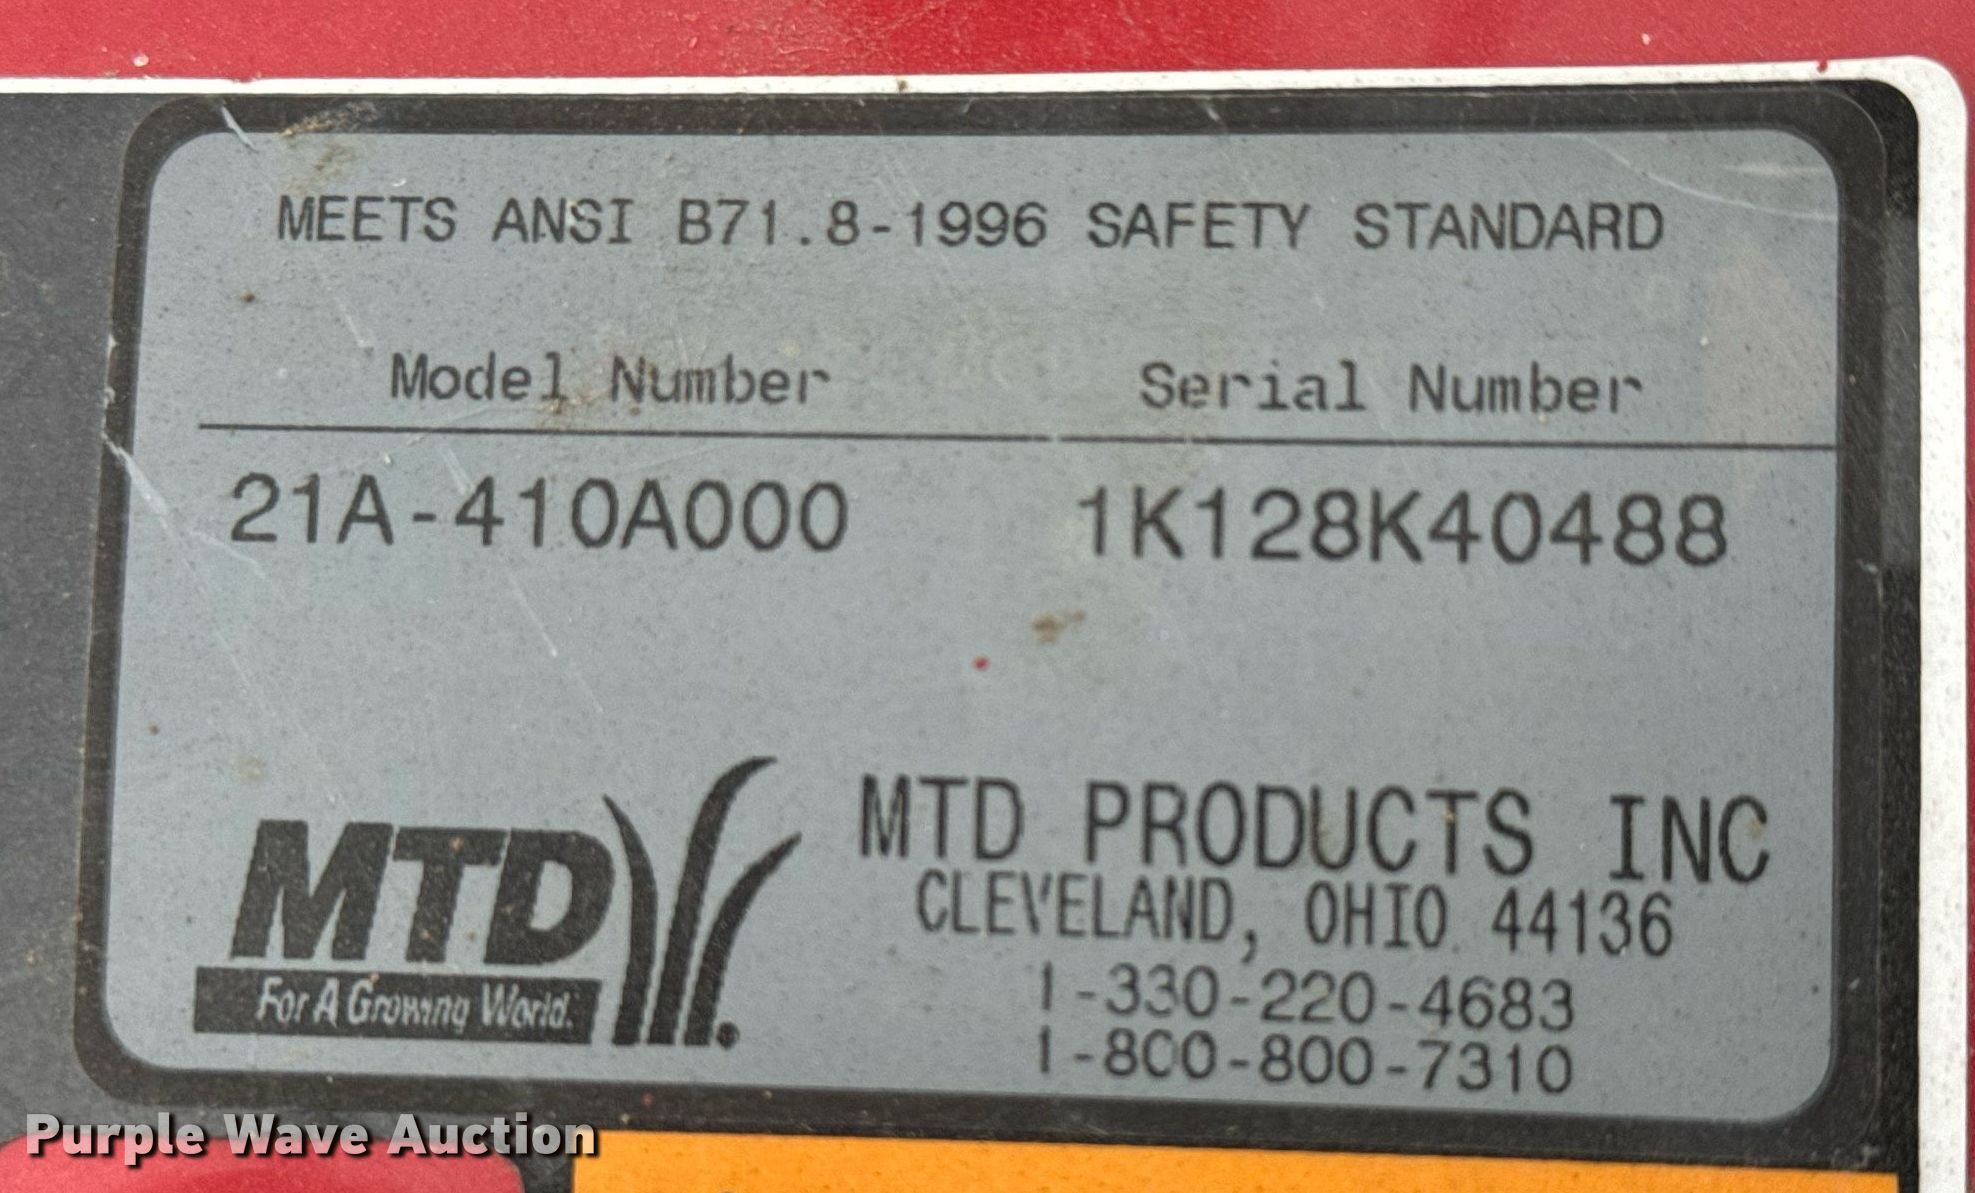 MEETS ANSI B71.8-1996 SAFETY STANDARD
Model Number Serial Number
21A-410A000 1K128K40488
MTD
For A Growing World.
MTD PRODUCTS INC
CLEVELAND, OHIO 44136
1-330-220-4683
1-800-800-7310
Purple Wave Auction